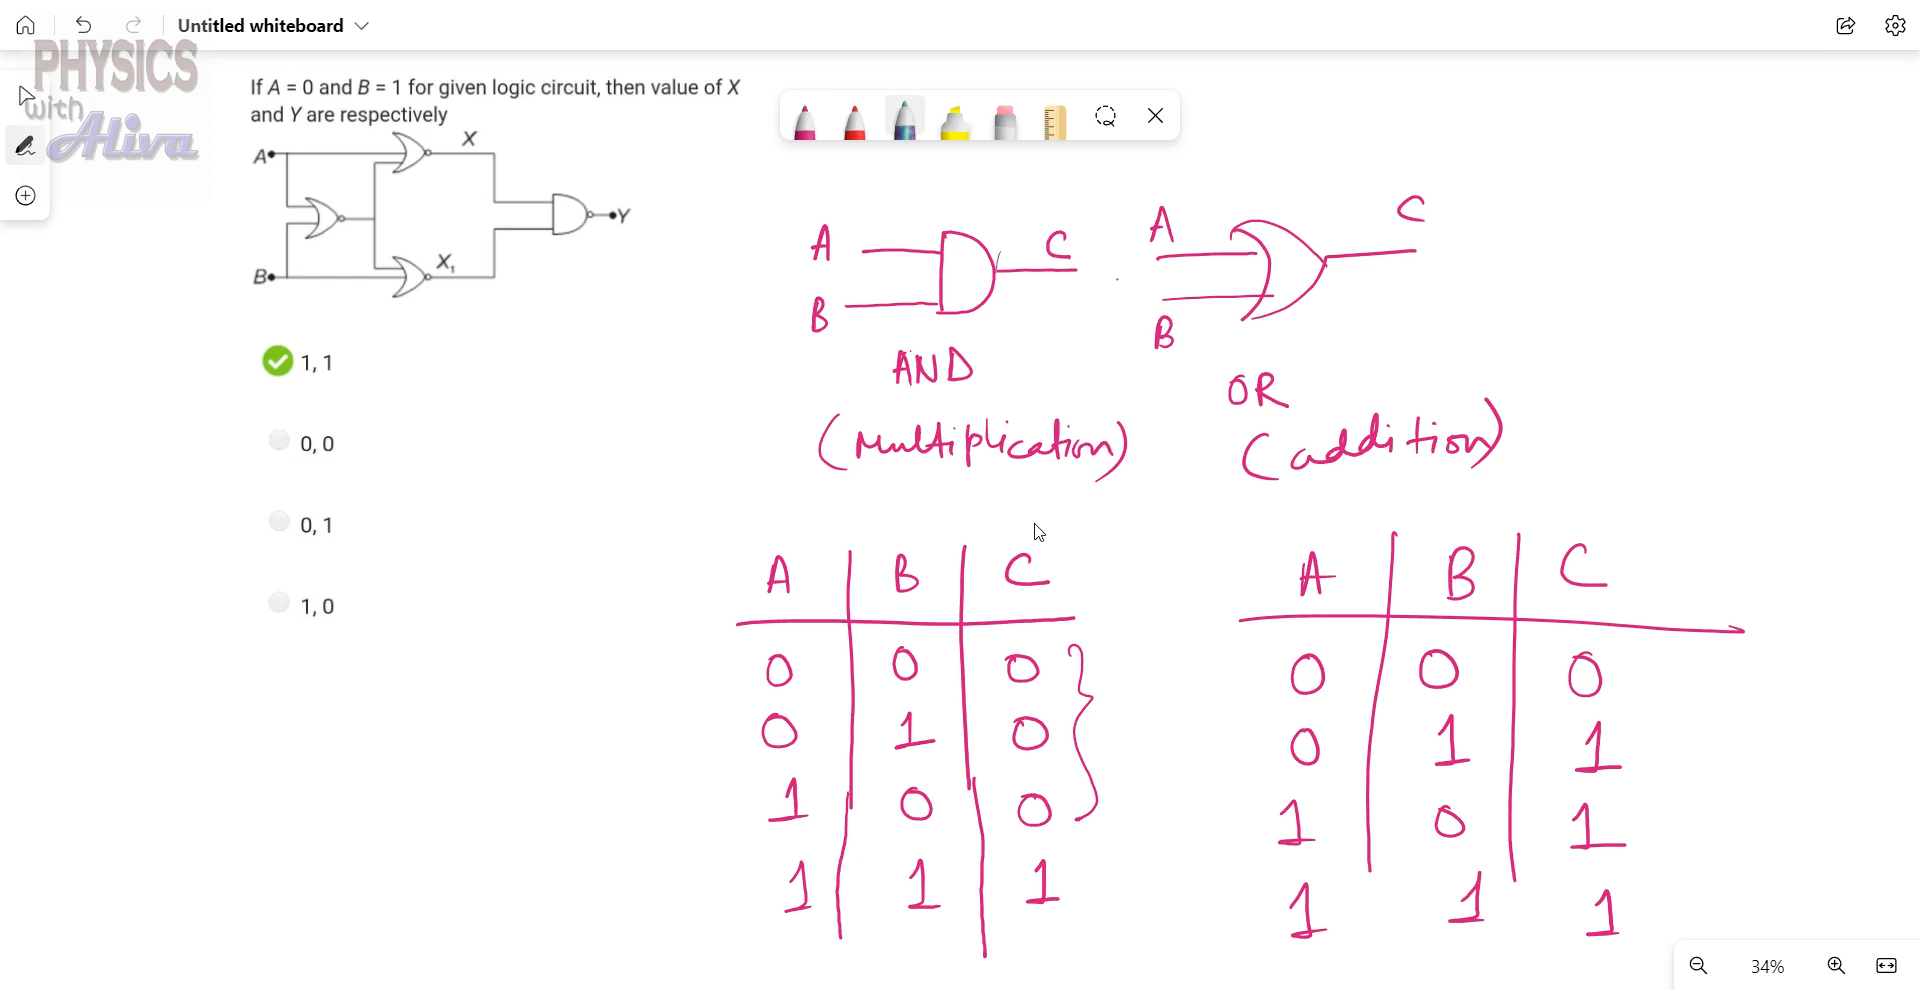 Untitled whiteboard
PHYSICS
with
Aliva
If A = 0 and B = 1 for given logic circuit, then value of X
and Y are respectively
A
X
Y
B
X₁
1, 1
0, 0
0, 1
1, 0
A
B
C
AND
(Multiplication)
A
B
C
OR
(addition)
A B C
0 0 0
0 1 0
1 0 0
1 1 1
A B C
0 0 0
0 1 1
1 0 1
1 1 1
34%